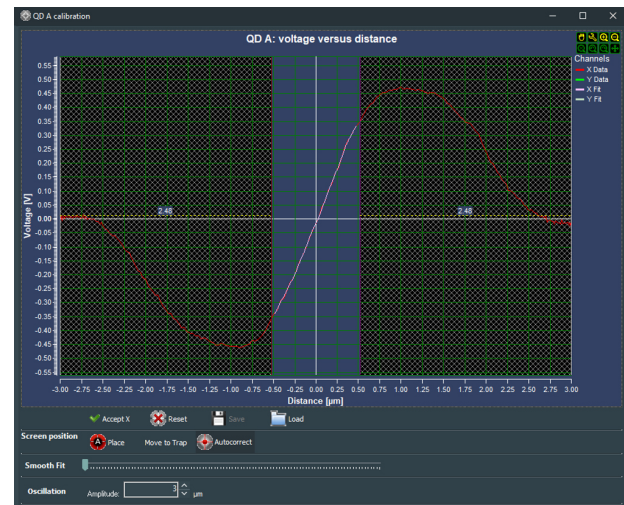 QD A calibration
QD A: voltage versus distance
Channels
X Data
Y Data
X Fit
Y Fit
0.55
0.50
0.45
0.40
0.35
0.30
0.25
0.20
0.15
0.10
0.05
-0.00
-0.05
-0.10
-0.15
-0.20
-0.25
-0.30
-0.35
-0.40
-0.45
-0.50
-0.55
Voltage [V]
2.48 2.48
-3.00 -2.75 -2.50 -2.25 -2.00 -1.75 -1.50 -1.25 -1.00 -0.75 -0.50 -0.25 0.00 0.25 0.50 0.75 1.00 1.25 1.50 1.75 2.00 2.25 2.50 2.75 3.00
Distance [µm]
Accept X Reset Save Load
Screen position A Place Move to Trap Autocorrect
Smooth Fit
Oscillation Amplitude: 3 µm